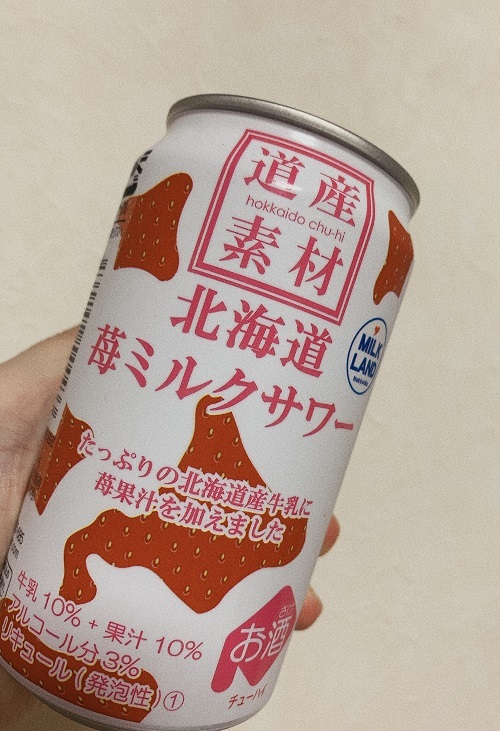 道産
hokkaido chu-hi
素材
北海道
苺ミルクサワー
MILK
LAND
hokkaido
たっぷりの北海道産牛乳に
苺果汁を加えました
牛乳 10% + 果汁 10%
アルコール分 3%
リキュール(発泡性)①
お酒
チューハイ